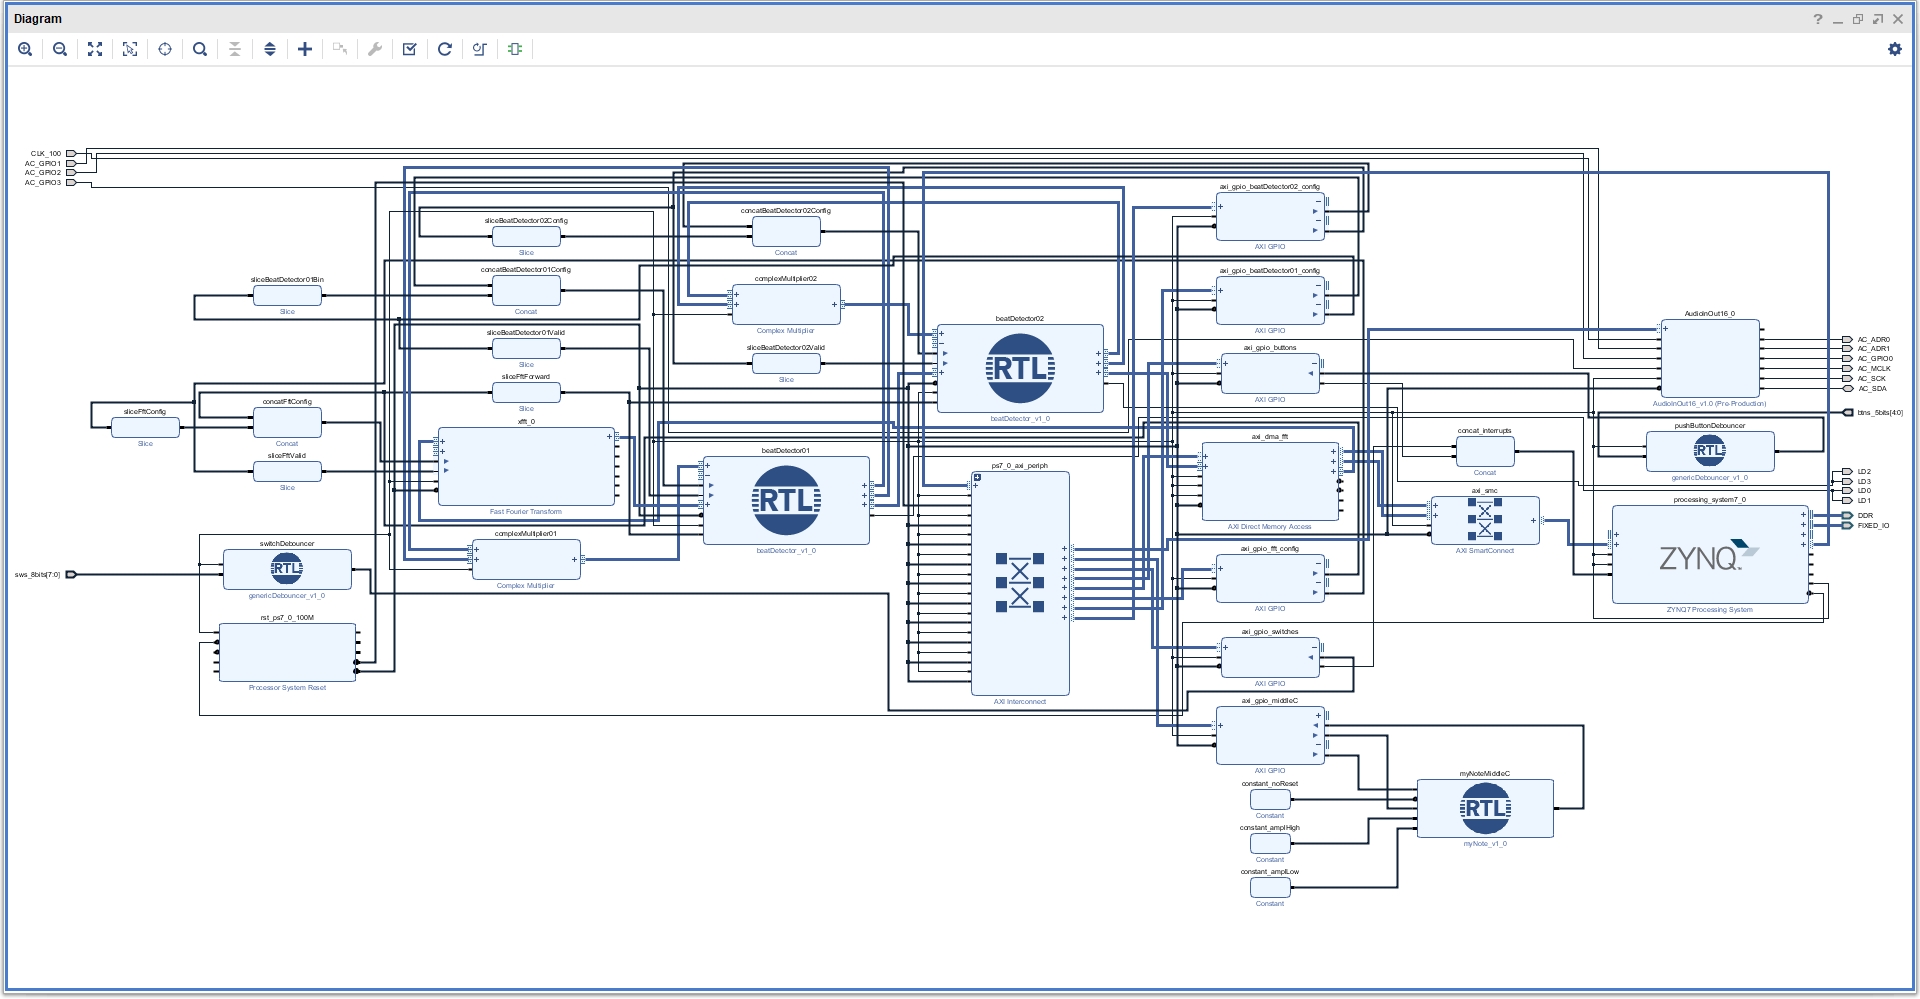 Diagram
?
CLK_100
AC_GPIO1
AC_GPIO2
AC_GPIO3
sws_8bits[7:0]
sliceFftConfig
Slice
sliceBeatDetector01Bin
Slice
concatFftConfig
Concat
sliceFftValid
Slice
switchDebouncer
RTL
genericDebouncer_v1_0
rst_ps7_0_100M
Processor System Reset
sliceBeatDetector02Config
Slice
concatBeatDetector01Config
Concat
sliceBeatDetector01Valid
Slice
sliceFftForward
Slice
xfft_0
Fast Fourier Transform
complexMultiplier01
Complex Multiplier
concatBeatDetector02Config
Concat
complexMultiplier02
Complex Multiplier
sliceBeatDetector02Valid
Slice
beatDetector01
RTL
beatDetector_v1_0
beatDetector02
RTL
beatDetector_v1_0
ps7_0_axi_periph
AXI Interconnect
axi_gpio_beatDetector02_config
AXI GPIO
axi_gpio_beatDetector01_config
AXI GPIO
axi_gpio_buttons
AXI GPIO
axi_dma_fft
AXI Direct Memory Access
axi_gpio_fft_config
AXI GPIO
axi_gpio_switches
AXI GPIO
axi_gpio_middleC
AXI GPIO
constant_noReset
Constant
constant_amplHigh
Constant
constant_amplLow
Constant
concat_interrupts
Concat
axi_smc
AXI SmartConnect
myNoteMiddleC
RTL
myNote_v1_0
AudioInOut16_0
AudioInOut16_v1.0 (Pre-Production)
pushButtonDebouncer
RTL
genericDebouncer_v1_0
processing_system7_0
ZYNQ
ZYNQ7 Processing System
AC_ADR0
AC_ADR1
AC_GPIO0
AC_MCLK
AC_SCK
AC_SDA
btns_5bits[4:0]
LD2
LD3
LD0
LD1
DDR
FIXED_IO